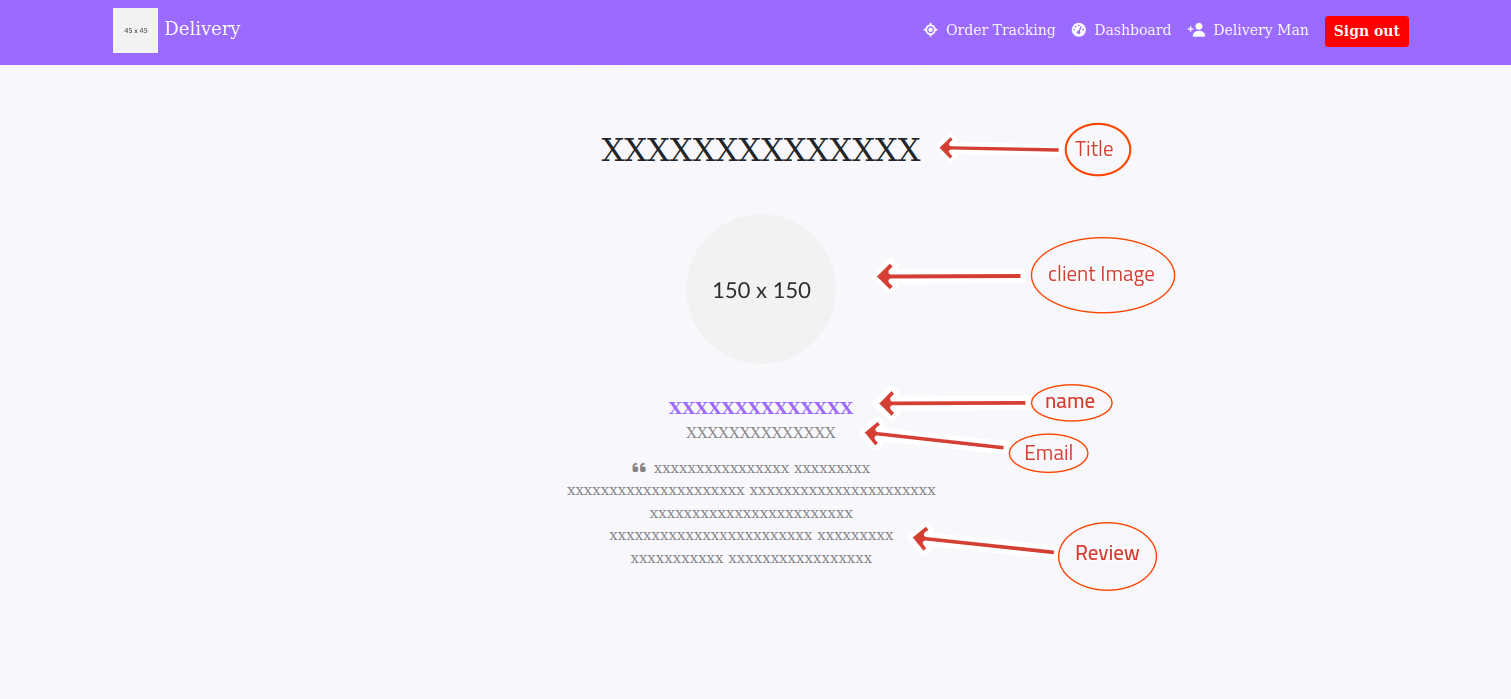 45 x 45 Delivery Order Tracking Dashboard Delivery Man Sign out
XXXXXXXXXXXXXX Title
150 x 150 client Image
XXXXXXXXXXXXXX name
XXXXXXXXXXXXXX Email
❝ xxxxxxxxxxxxxxxx xxxxxxxxx
xxxxxxxxxxxxxxxxxxxxx xxxxxxxxxxxxxxxxxxxxxx
xxxxxxxxxxxxxxxxxxxxxxxx
xxxxxxxxxxxxxxxxxxxxxxxx xxxxxxxxx Review
xxxxxxxxxxx xxxxxxxxxxxxxxxxx